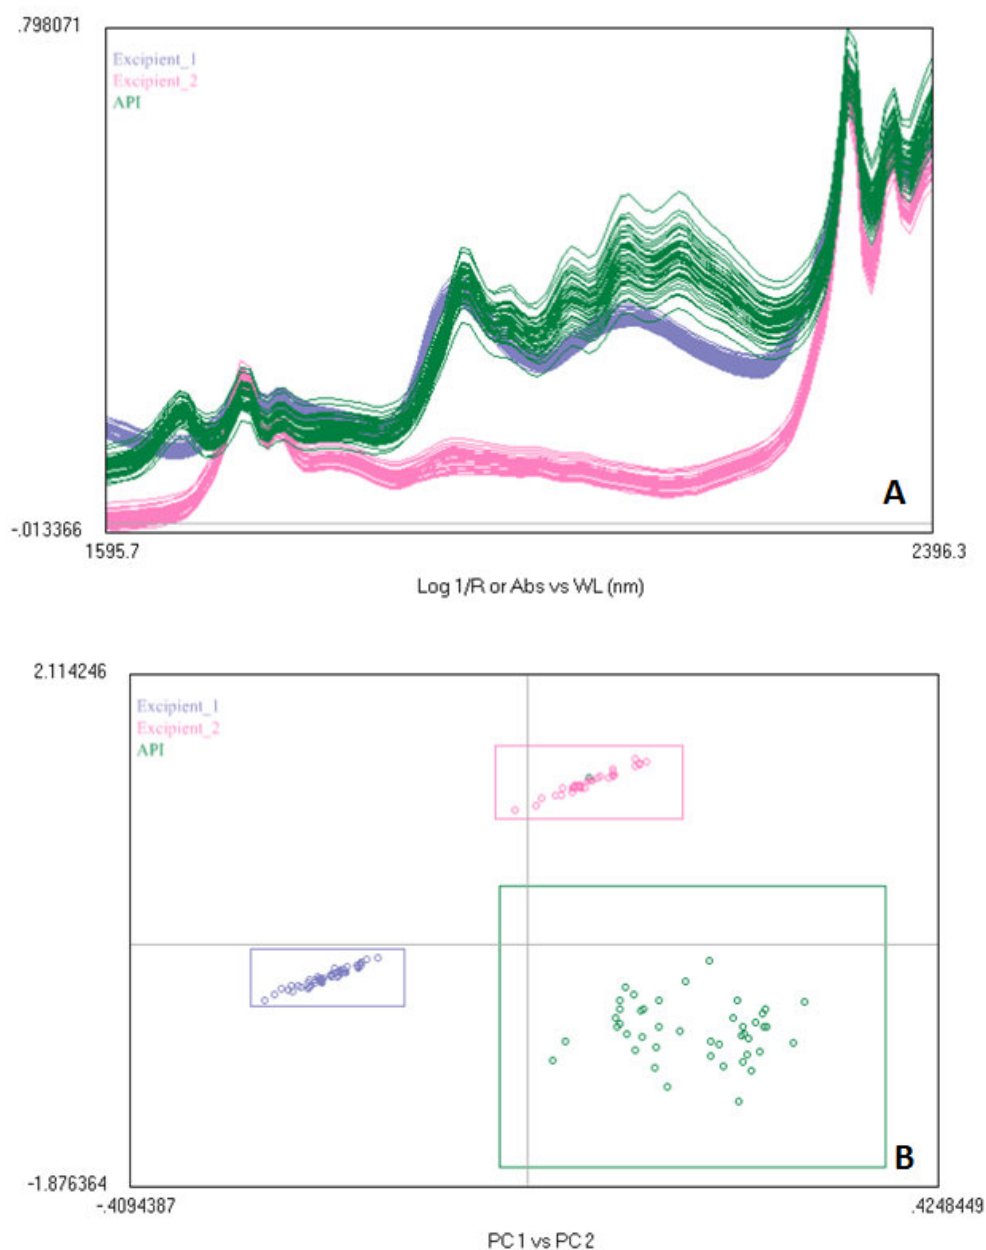 .798071
Excipient_1
Excipient_2
API
A
-.013366
1595.7
2396.3
Log 1/R or Abs vs WL (nm)
2.114246
Excipient_1
Excipient_2
API
B
-1.876364
-.4094387
.4248449
PC 1 vs PC 2